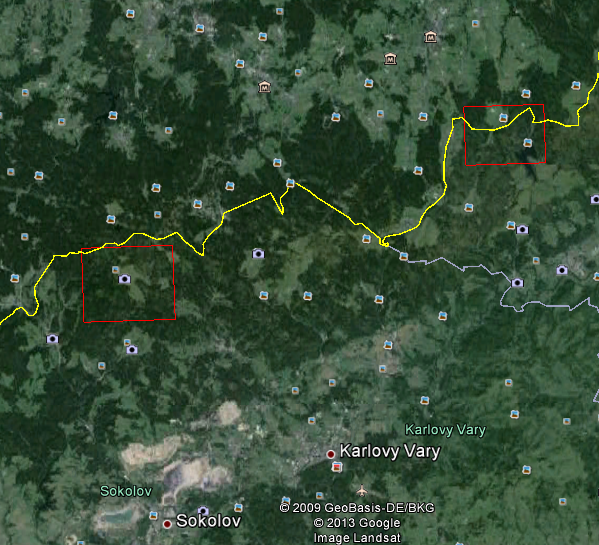 Karlovy Vary
Karlovy Vary
Sokolov
Sokolov
© 2009 GeoBasis-DE/BKG
© 2013 Google
Image Landsat